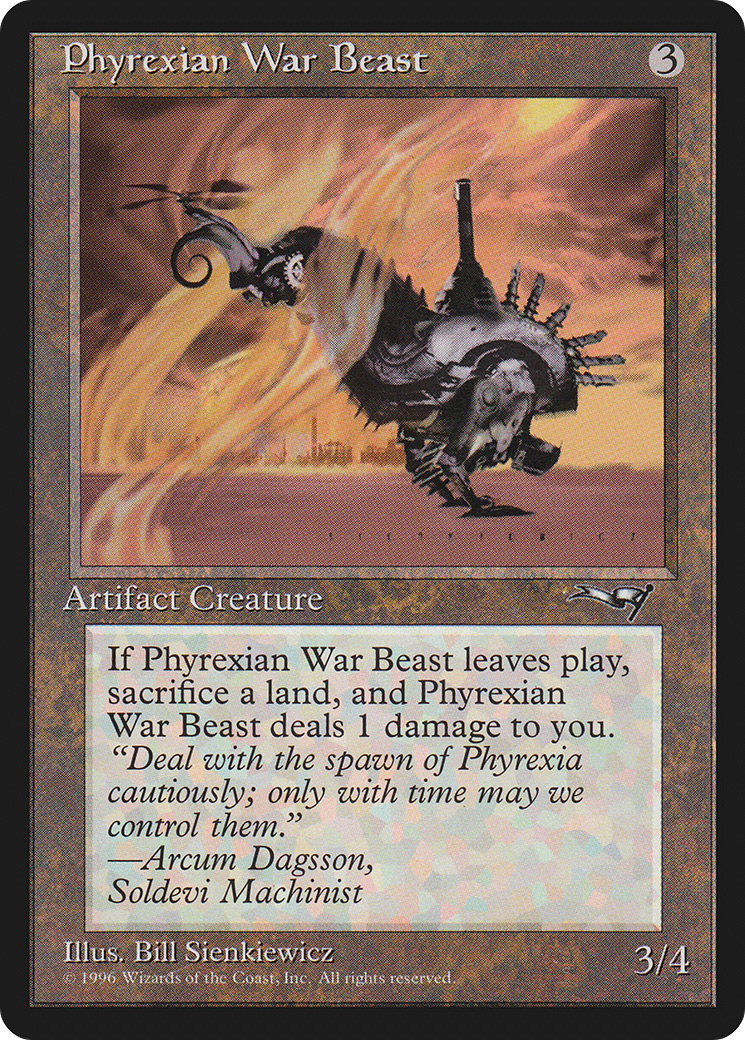 Phyrexian War Beast
3
SIENKIEWICZ
Artifact Creature
If Phyrexian War Beast leaves play,
sacrifice a land, and Phyrexian
War Beast deals 1 damage to you.
“Deal with the spawn of Phyrexia
cautiously; only with time may we
control them.”
—Arcum Dagsson,
Soldevi Machinist
Illus. Bill Sienkiewicz
3/4
© 1996 Wizards of the Coast, Inc. All rights reserved.